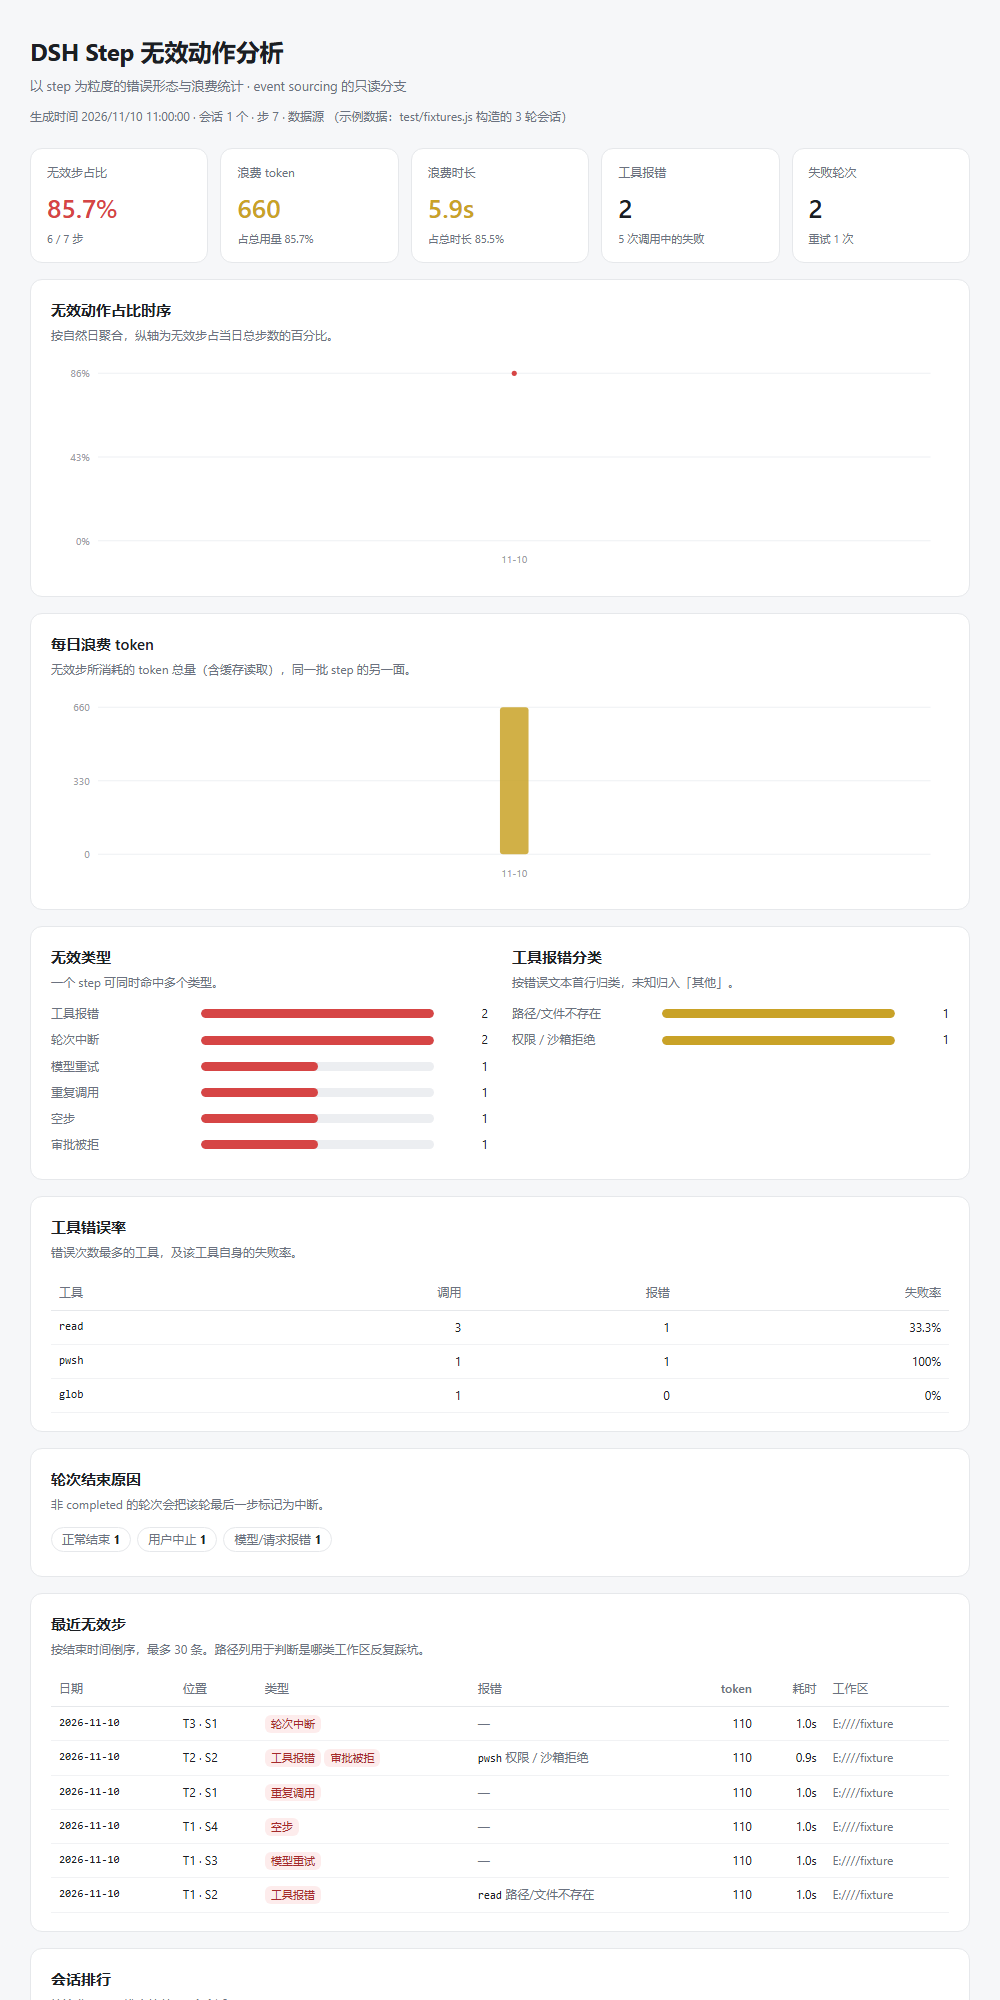 DSH Step 无效动作分析
以 step 为粒度的错误形态与浪费统计 · event sourcing 的只读分支
生成时间 2026/11/10 11:00:00 · 会话 1 个 · 步 7 · 数据源 （示例数据：test/fixtures.js 构造的 3 轮会话）
无效步占比
85.7%
6 / 7 步
浪费 token
660
占总用量 85.7%
浪费时长
5.9s
占总时长 85.5%
工具报错
2
5 次调用中的失败
失败轮次
2
重试 1 次
无效动作占比时序
按自然日聚合，纵轴为无效步占当日总步数的百分比。
86%
43%
0%
11-10
每日浪费 token
无效步所消耗的 token 总量（含缓存读取），同一批 step 的另一面。
660
330
0
11-10
无效类型
一个 step 可同时命中多个类型。
工具报错 2
轮次中断 2
模型重试 1
重复调用 1
空步 1
审批被拒 1
工具报错分类
按错误文本首行归类，未知归入「其他」。
路径/文件不存在 1
权限 / 沙箱拒绝 1
工具错误率
错误次数最多的工具，及该工具自身的失败率。
工具 调用 报错 失败率
read 3 1 33.3%
pwsh 1 1 100%
glob 1 0 0%
轮次结束原因
非 completed 的轮次会把该轮最后一步标记为中断。
正常结束 1 用户中止 1 模型/请求报错 1
最近无效步
按结束时间倒序，最多 30 条。路径列用于判断是哪类工作区反复踩坑。
日期 位置 类型 报错 token 耗时 工作区
2026-11-10 T3 · S1 轮次中断 — 110 1.0s E:////fixture
2026-11-10 T2 · S2 工具报错 审批被拒 pwsh 权限 / 沙箱拒绝 110 0.9s E:////fixture
2026-11-10 T2 · S1 重复调用 — 110 1.0s E:////fixture
2026-11-10 T1 · S4 空步 — 110 1.0s E:////fixture
2026-11-10 T1 · S3 模型重试 — 110 1.0s E:////fixture
2026-11-10 T1 · S2 工具报错 read 路径/文件不存在 110 1.0s E:////fixture
会话排行